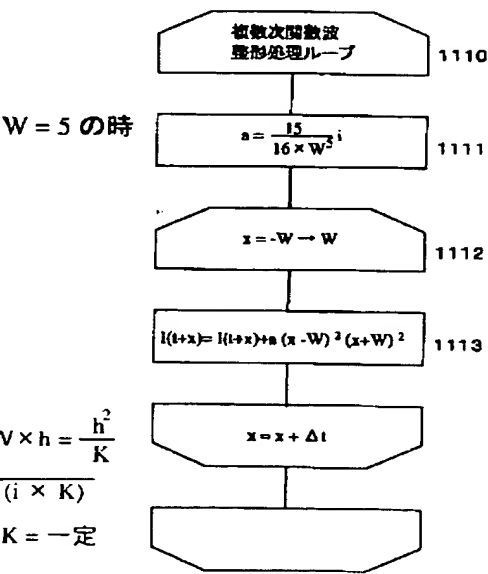 複数次関数波
整形処理ループ
1110
W = 5 の時
a = 15 / 16 × W^5 i
1111
x = -W → W
1112
I(t+x)= I(t+x)+a (x -W) ² (x+W) ²
1113
V × h = h² / K
(i × K)
K = 一定
x = x + Δt